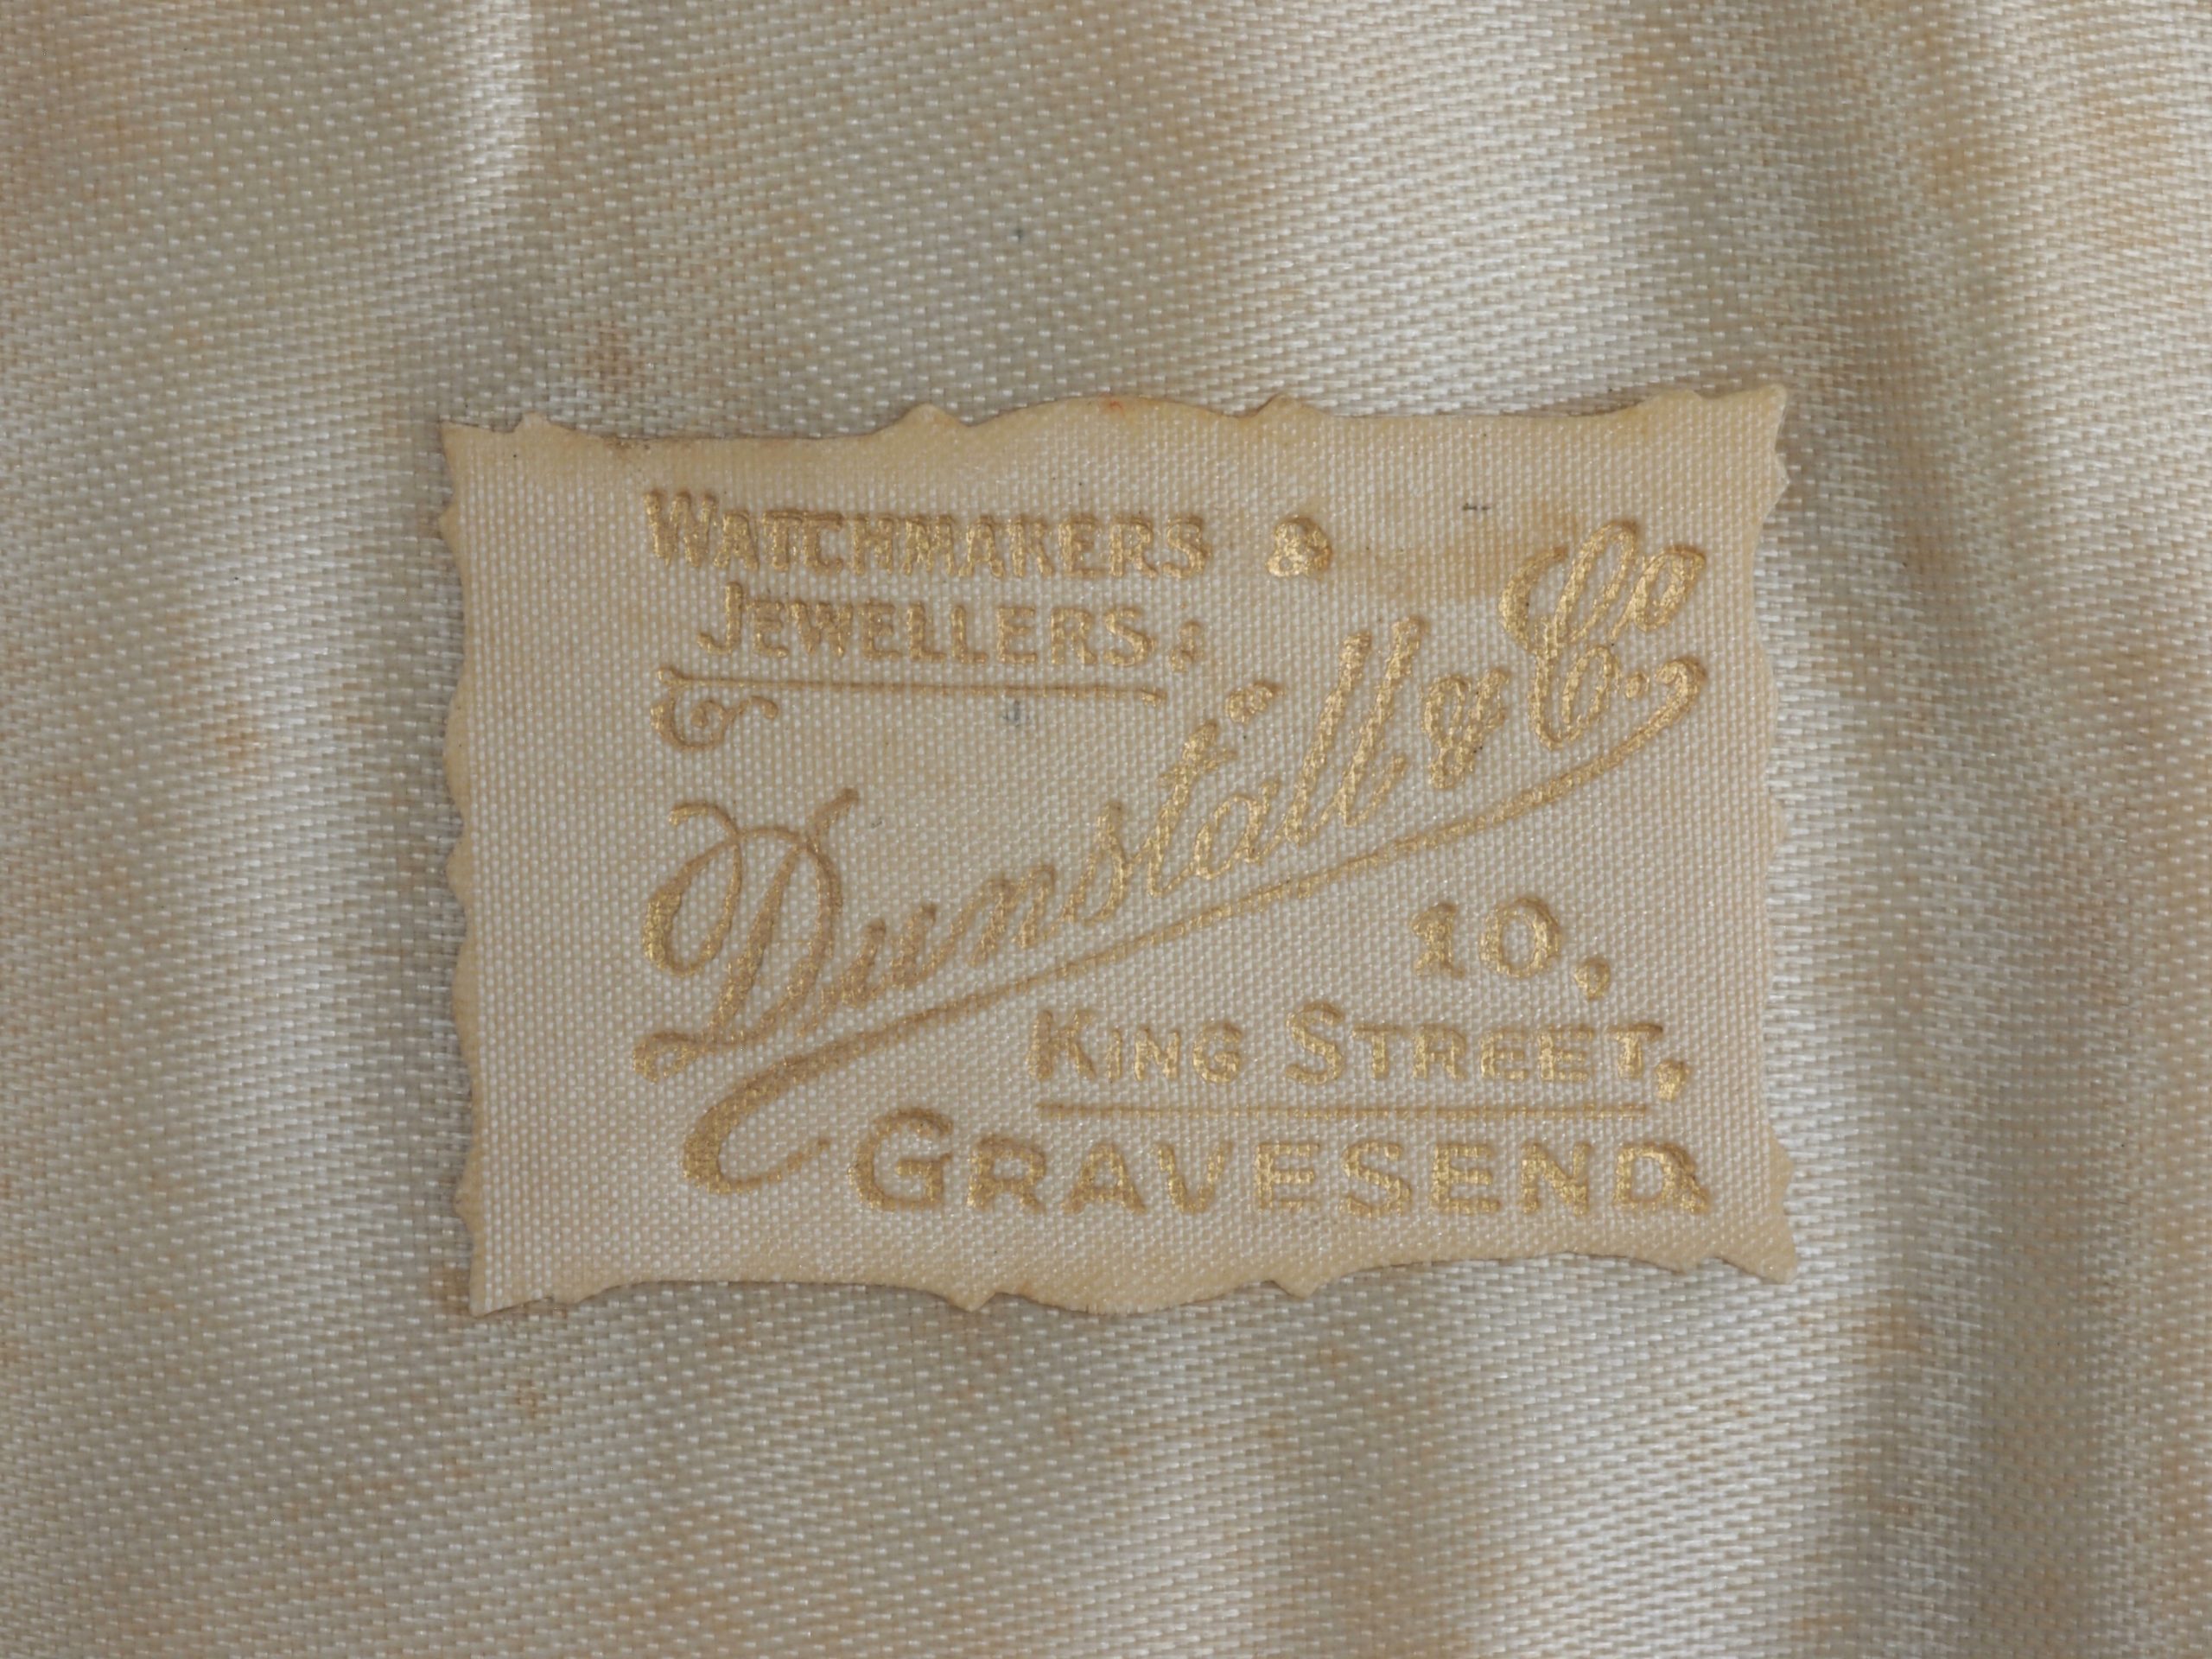 WATCHMAKERS &
JEWELLERS:
Dunstall & Co.
10,
KING STREET,
GRAVESEND.